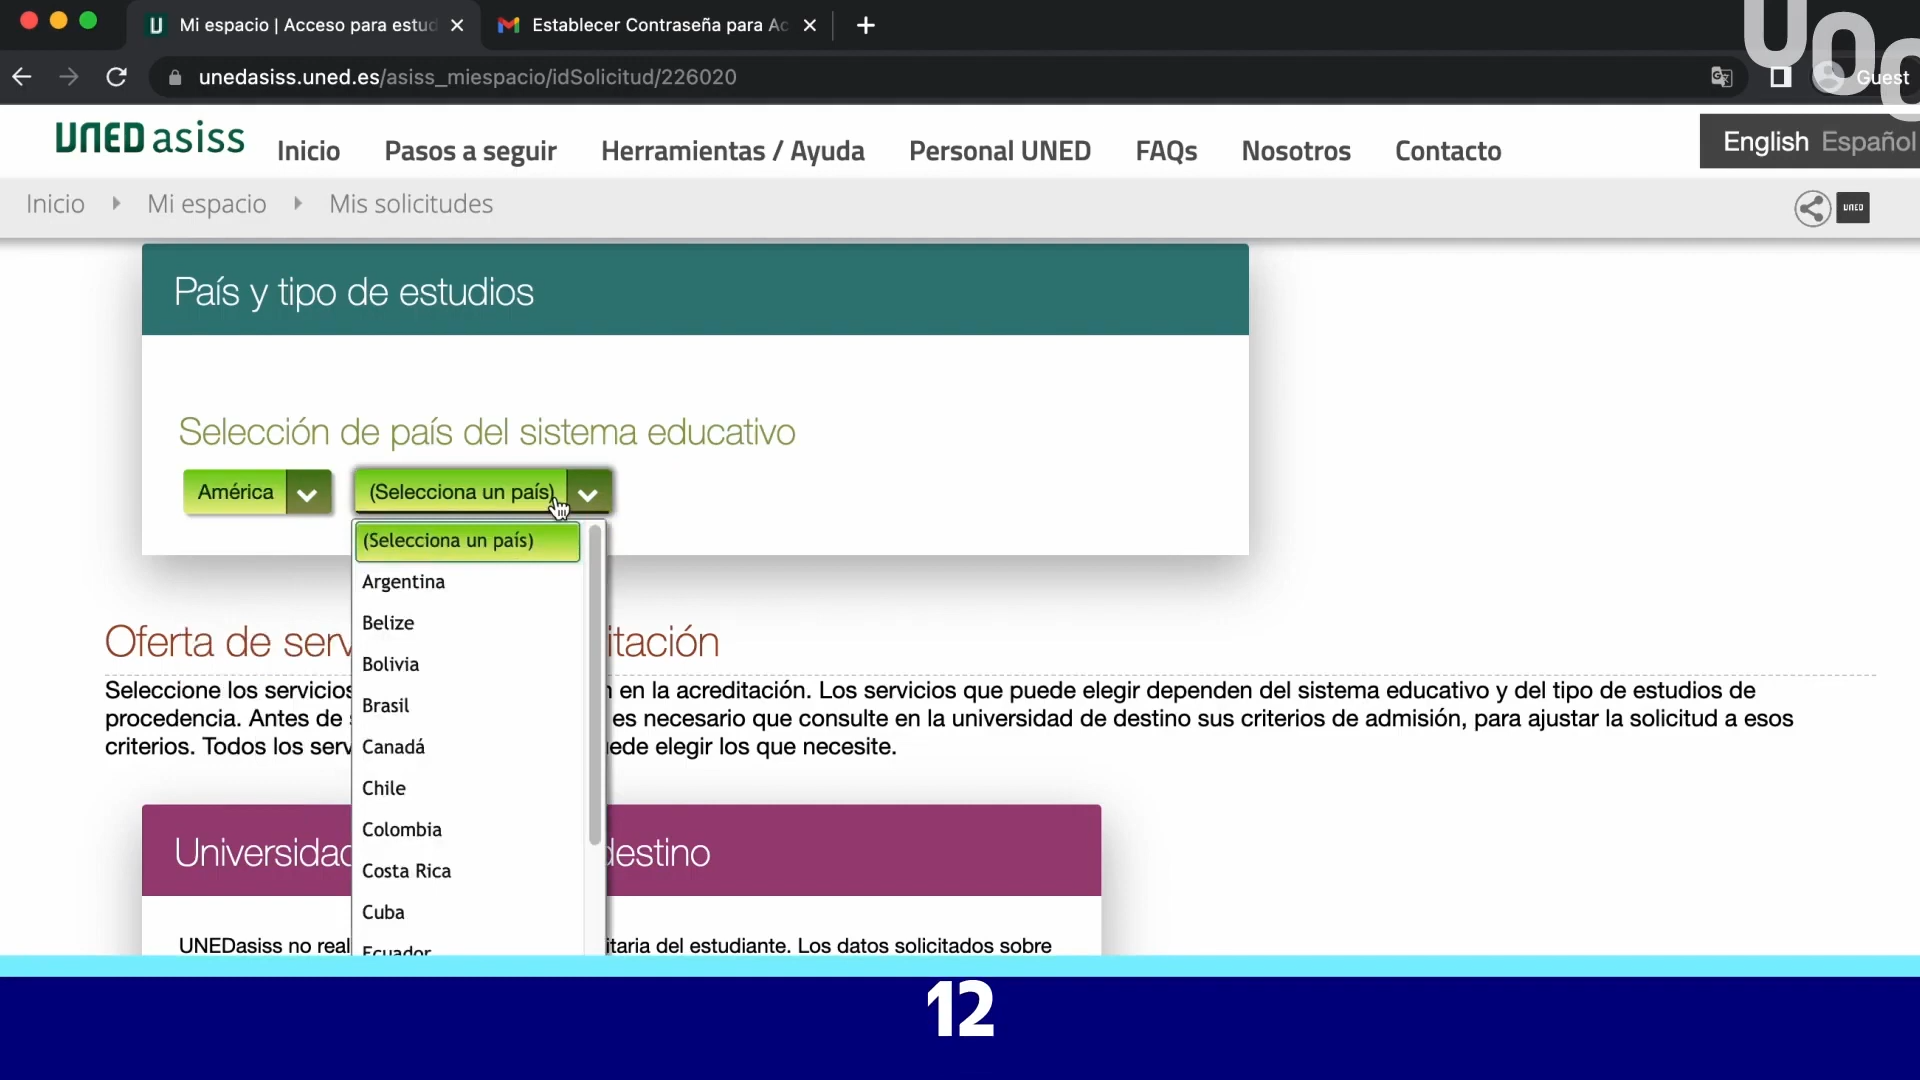 Mi espacio | Acceso para estud
Establecer Contraseña para Ac
unedasiss.uned.es/asiss_miespacio/idSolicitud/226020
Guest
uoc
UNED asiss
Inicio
Pasos a seguir
Herramientas / Ayuda
Personal UNED
FAQs
Nosotros
Contacto
English Español
Inicio
Mi espacio
Mis solicitudes
UNED
País y tipo de estudios
Selección de país del sistema educativo
América
(Selecciona un país)
(Selecciona un país)
Argentina
Belize
Bolivia
Brasil
Canadá
Chile
Colombia
Costa Rica
Cuba
Ecuador
Oferta de serv itación
Seleccione los servicios en la acreditación. Los servicios que puede elegir dependen del sistema educativo y del tipo de estudios de
procedencia. Antes de es necesario que consulte en la universidad de destino sus criterios de admisión, para ajustar la solicitud a esos
criterios. Todos los serv ede elegir los que necesite.
Universidad destino
UNEDasiss no real itaria del estudiante. Los datos solicitados sobre
12